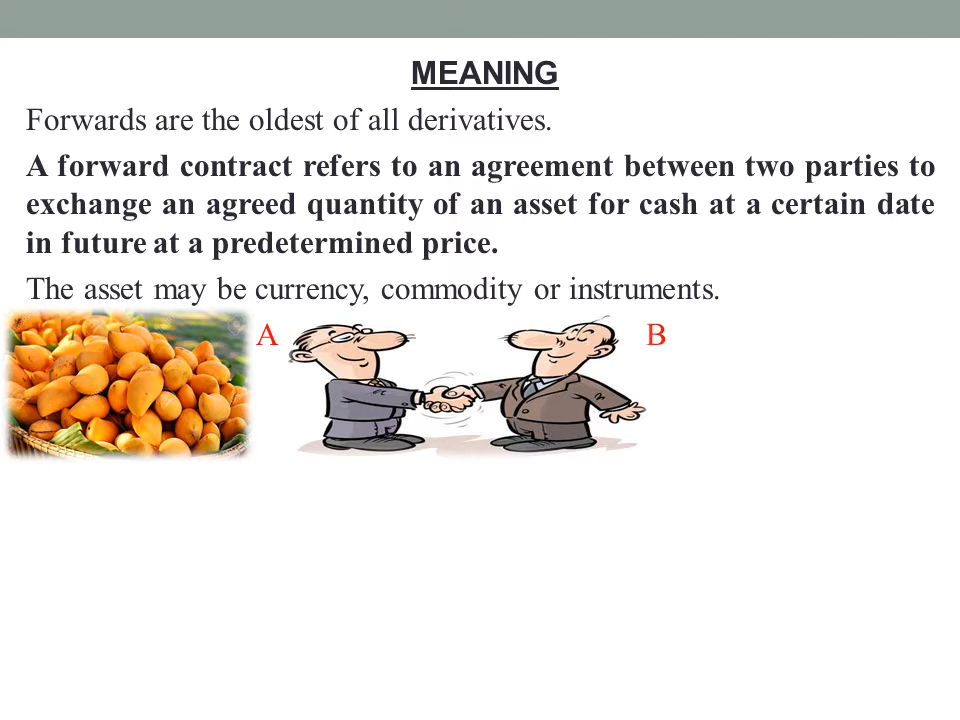 MEANING
Forwards are the oldest of all derivatives.
A forward contract refers to an agreement between two parties to
exchange an agreed quantity of an asset for cash at a certain date
in future at a predetermined price.
The asset may be currency, commodity or instruments.
A B